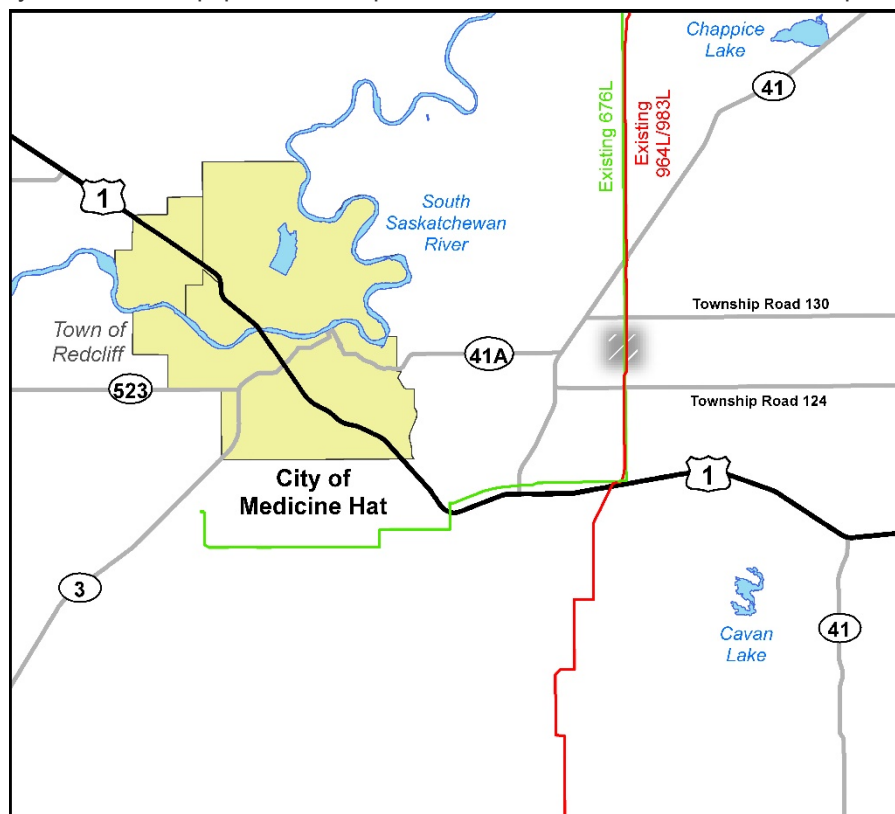 Chappice
Lake
41
Existing 676L
Existing
964L/983L
1
South
Saskatchewan
River
Township Road 130
Town of
Redcliff
41A
523
Township Road 124
City of
Medicine Hat
1
3
Cavan
Lake
41